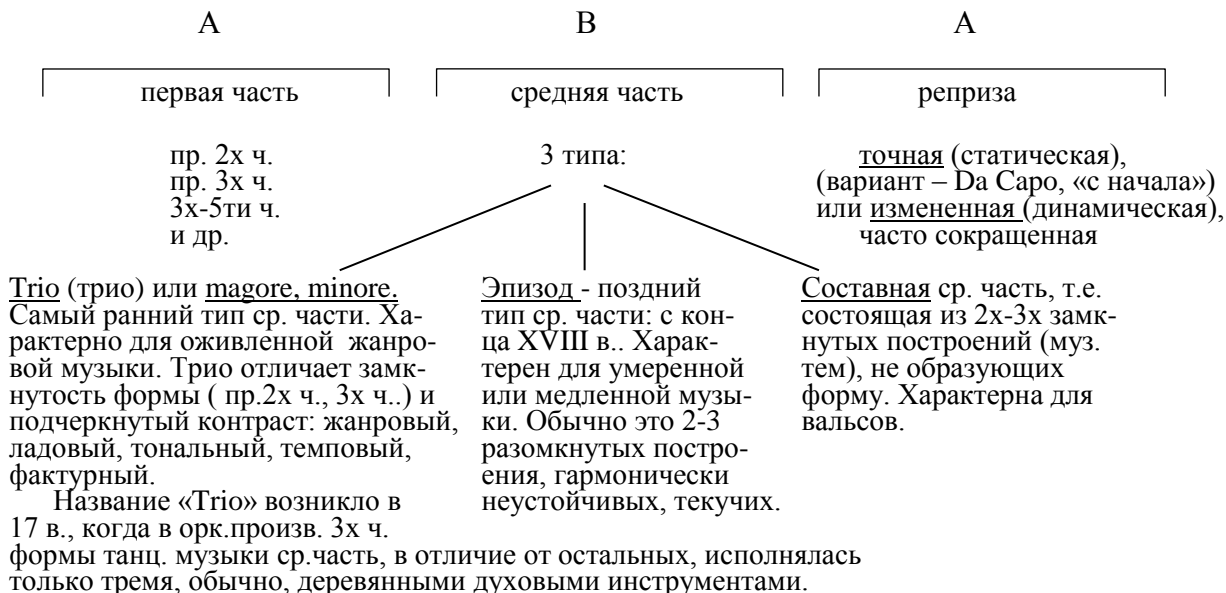 А В А
первая часть средняя часть реприза
пр. 2х ч. 3 типа: точная (статическая),
пр. 3х ч. (вариант – Da Capo, «с начала»)
3х-5ти ч. или измененная (динамическая),
и др. часто сокращенная
Trio (трио) или magore, minore.
Самый ранний тип ср. части. Ха-
рактерно для оживленной жанро-
вой музыки. Трио отличает замк-
нутость формы ( пр.2х ч., 3х ч..) и
подчеркнутый контраст: жанровый,
ладовый, тональный, темповый,
фактурный.
Название «Trio» возникло в
17 в., когда в орк.произв. 3х ч.
формы танц. музыки ср.часть, в отличие от остальных, исполнялась
только тремя, обычно, деревянными духовыми инструментами.
Эпизод - поздний
тип ср. части: с кон-
ца XVIII в.. Харак-
терен для умеренной
или медленной музы-
ки. Обычно это 2-3
разомкнутых постро-
ения, гармонически
неустойчивых, текучих.
Составная ср. часть, т.е.
состоящая из 2х-3х замк-
нутых построений (муз.
тем), не образующих
форму. Характерна для
вальсов.